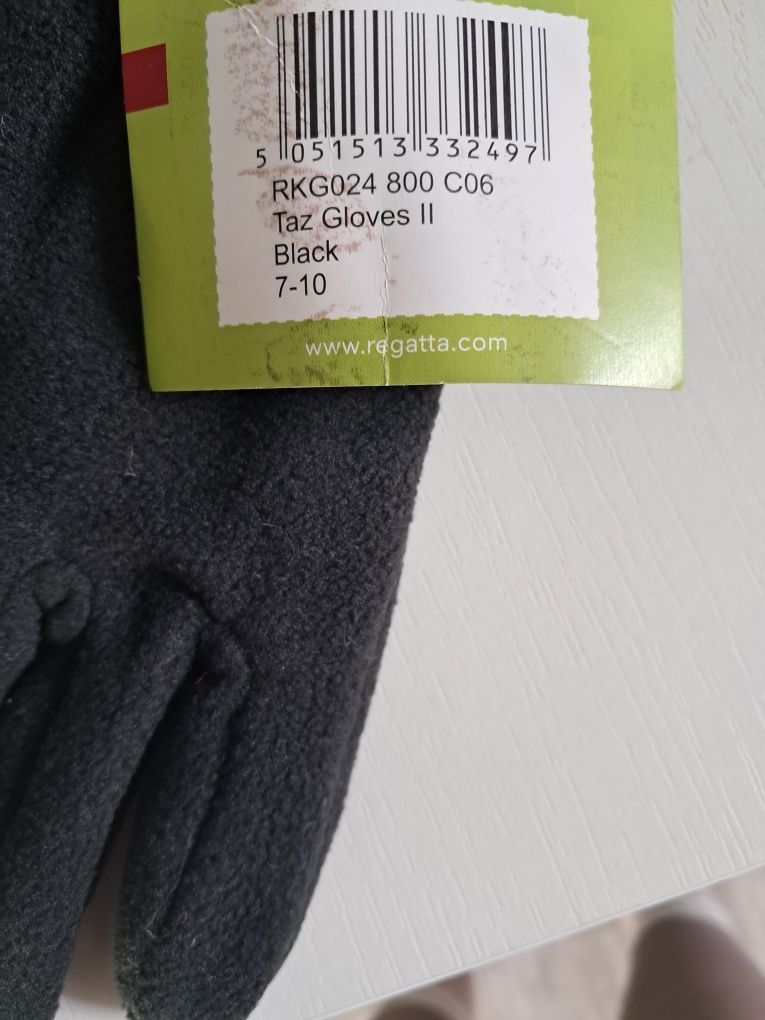 5 051513 332497
RKG024 800 C06
Taz Gloves II
Black
7-10
www.regatta.com